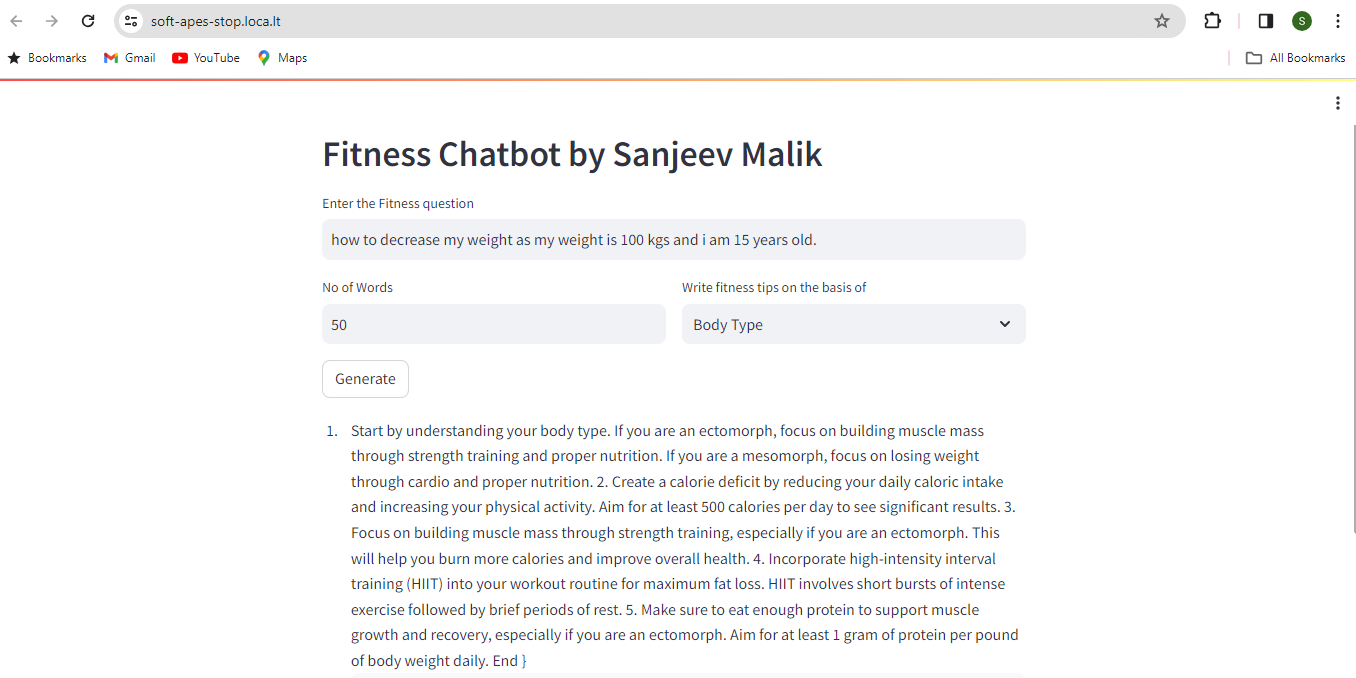 soft-apes-stop.loca.lt
S
Bookmarks Gmail YouTube Maps All Bookmarks
Fitness Chatbot by Sanjeev Malik
Enter the Fitness question
how to decrease my weight as my weight is 100 kgs and i am 15 years old.
No of Words Write fitness tips on the basis of
50 Body Type
Generate
1. Start by understanding your body type. If you are an ectomorph, focus on building muscle mass
through strength training and proper nutrition. If you are a mesomorph, focus on losing weight
through cardio and proper nutrition. 2. Create a calorie deficit by reducing your daily caloric intake
and increasing your physical activity. Aim for at least 500 calories per day to see significant results. 3.
Focus on building muscle mass through strength training, especially if you are an ectomorph. This
will help you burn more calories and improve overall health. 4. Incorporate high-intensity interval
training (HIIT) into your workout routine for maximum fat loss. HIIT involves short bursts of intense
exercise followed by brief periods of rest. 5. Make sure to eat enough protein to support muscle
growth and recovery, especially if you are an ectomorph. Aim for at least 1 gram of protein per pound
of body weight daily. End }